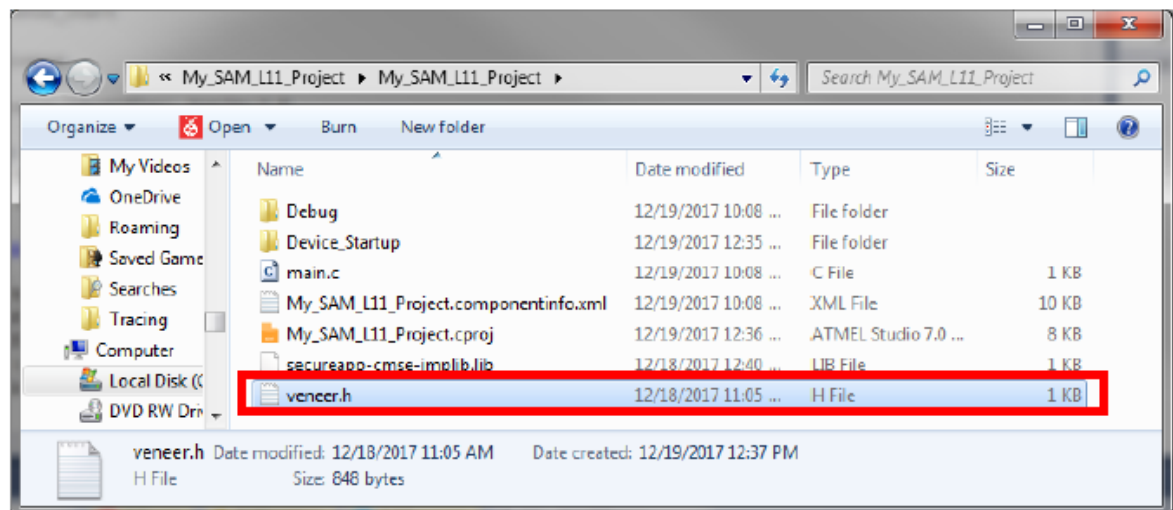 « My_SAM_L11_Project ▸ My_SAM_L11_Project ▸
Search My_SAM_L11_Project
Organize Open Burn New folder
My Videos
OneDrive
Roaming
Saved Game
Searches
Tracing
Computer
Local Disk (C
DVD RW Driv
Name Date modified Type Size
Debug 12/19/2017 10:08 ... File folder
Device_Startup 12/19/2017 12:35 ... File folder
main.c 12/19/2017 10:08 ... C File 1 KB
My_SAM_L11_Project.componentinfo.xml 12/19/2017 10:08 ... XML File 10 KB
My_SAM_L11_Project.cproj 12/19/2017 12:36 ... ATMEL Studio 7.0 ... 8 KB
secureapp-cmse-implib.lib 12/18/2017 12:40 ... LIB File 1 KB
veneer.h 12/18/2017 11:05 ... H File 1 KB
veneer.h Date modified: 12/18/2017 11:05 AM Date created: 12/19/2017 12:37 PM
H File Size: 848 bytes